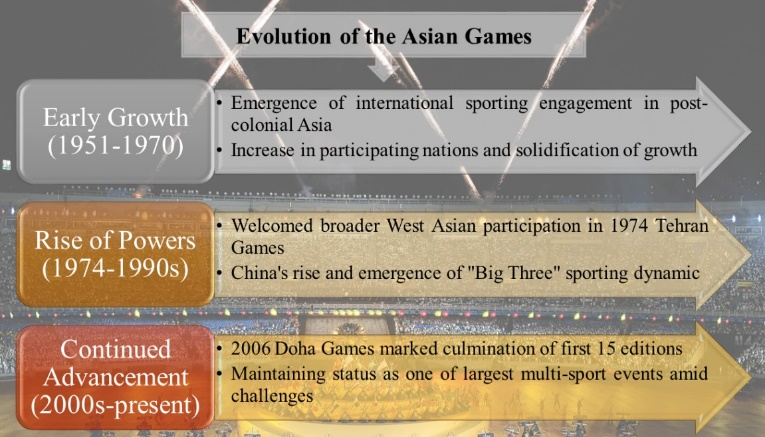 Evolution of the Asian Games
Early Growth
(1951-1970)
• Emergence of international sporting engagement in post-
colonial Asia
• Increase in participating nations and solidification of growth
Rise of Powers
(1974-1990s)
• Welcomed broader West Asian participation in 1974 Tehran
Games
• China's rise and emergence of "Big Three" sporting dynamic
Continued
Advancement
(2000s-present)
• 2006 Doha Games marked culmination of first 15 editions
• Maintaining status as one of largest multi-sport events amid
challenges